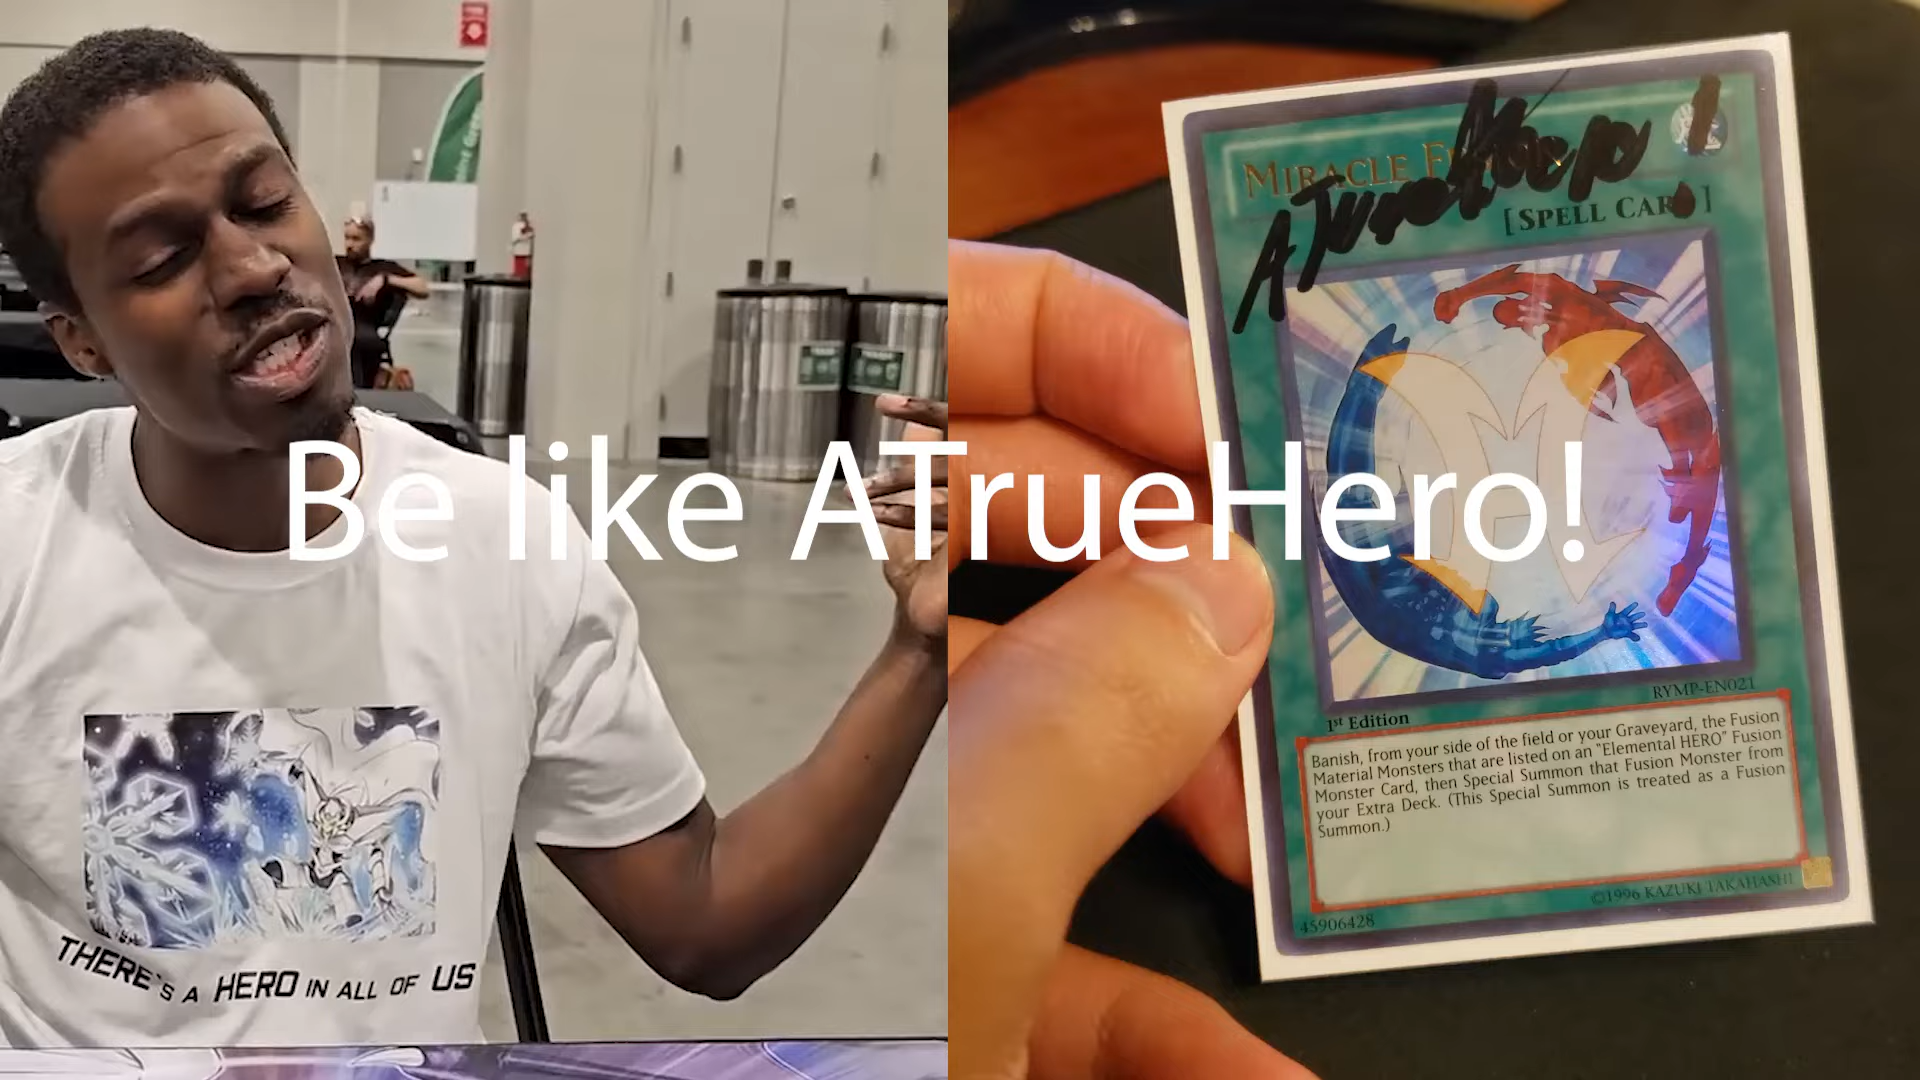 Be like ATrueHero!
THERE'S A HERO IN ALL OF US
MIRACLE
ATrueHero!
[SPELL CARD]
RYMP-EN021
1st Edition
Banish, from your side of the field or your Graveyard, the Fusion
Material Monsters that are listed on an "Elemental HERO" Fusion
Monster Card, then Special Summon that Fusion Monster from
your Extra Deck. (This Special Summon is treated as a Fusion
Summon.)
©1996 KAZUKI TAKAHASHI
45906428